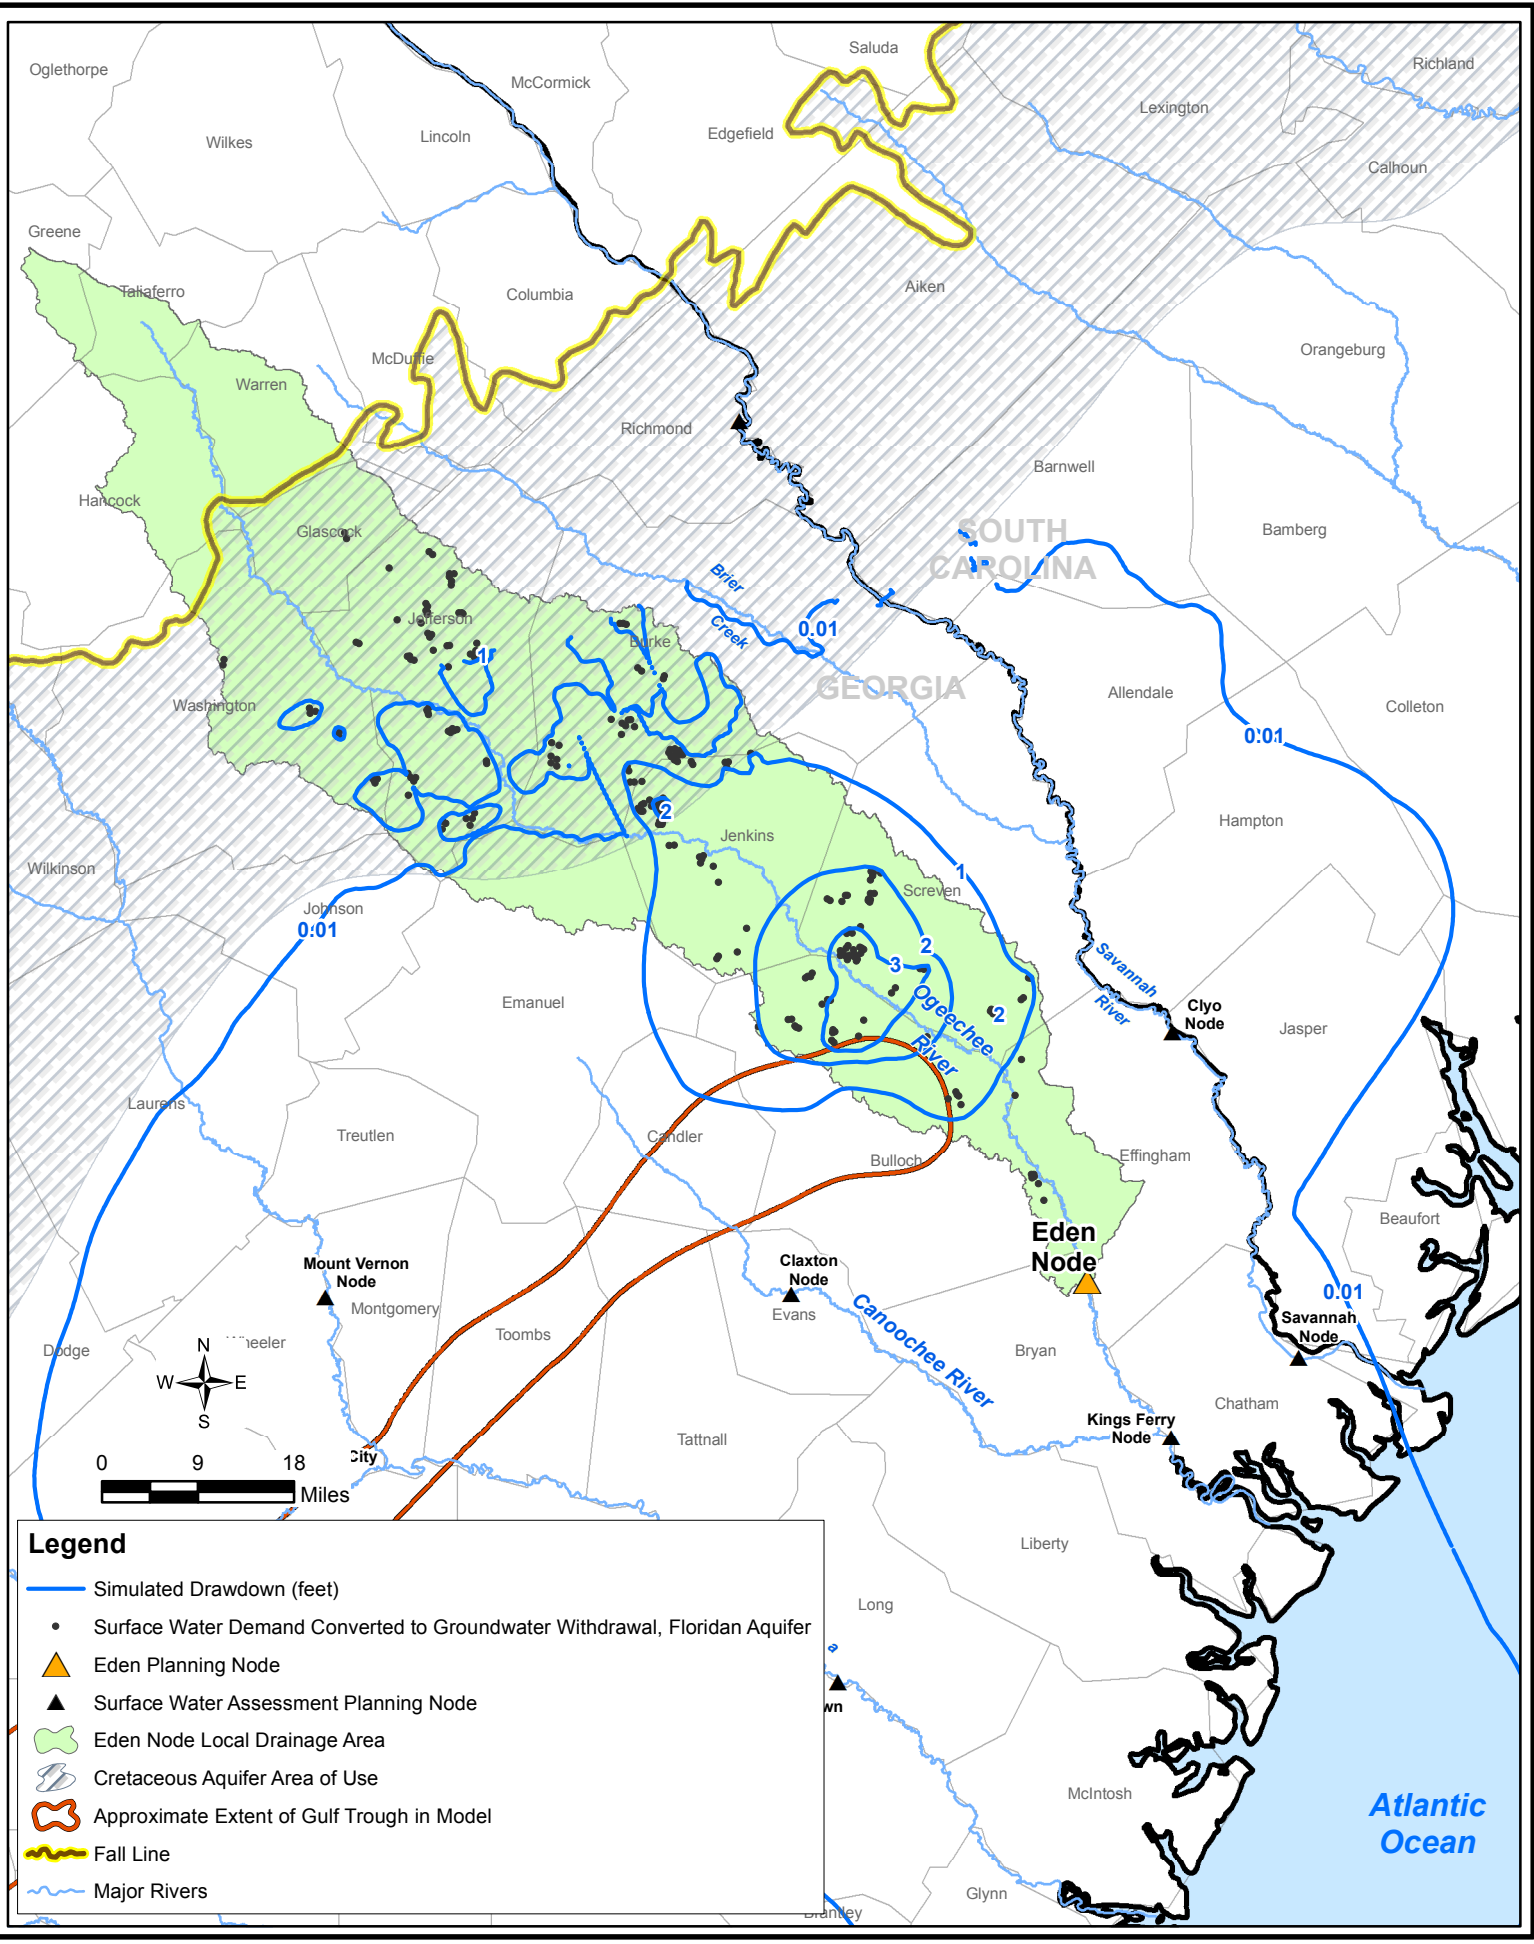 Saluda
Richland
Oglethorpe
McCormick
Lexington
Edgefield
Lincoln
Wilkes
Calhoun
Greene
Taliaferro
Columbia
Aiken
Orangeburg
McDuffie
Warren
Richmond
Barnwell
Hancock
Glascock
SOUTH
CAROLINA
Bamberg
Brier
Creek
Jefferson
0.01
Burke
1
GEORGIA
Allendale
Washington
Colleton
0.01
2
Jenkins
Hampton
Wilkinson
1
Screven
Johnson
0.01
2
3
Savannah
River
Emanuel
Ogeechee
River
2
Clyo
Node
Jasper
Laurens
Treutlen
Candler
Bulloch
Effingham
Beaufort
Eden
Node
Mount Vernon
Node
Claxton
Node
Montgomery
Evans
Canoochee River
0.01
Savannah
Node
Dodge
Wheeler
Toombs
Bryan
N
W E
S
Chatham
Kings Ferry
Node
Tattnall
City
0 9 18
Miles
Liberty
Long
a
wn
McIntosh
Glynn
Brantley
Atlantic
Ocean
Legend
Simulated Drawdown (feet)
Surface Water Demand Converted to Groundwater Withdrawal, Floridan Aquifer
Eden Planning Node
Surface Water Assessment Planning Node
Eden Node Local Drainage Area
Cretaceous Aquifer Area of Use
Approximate Extent of Gulf Trough in Model
Fall Line
Major Rivers